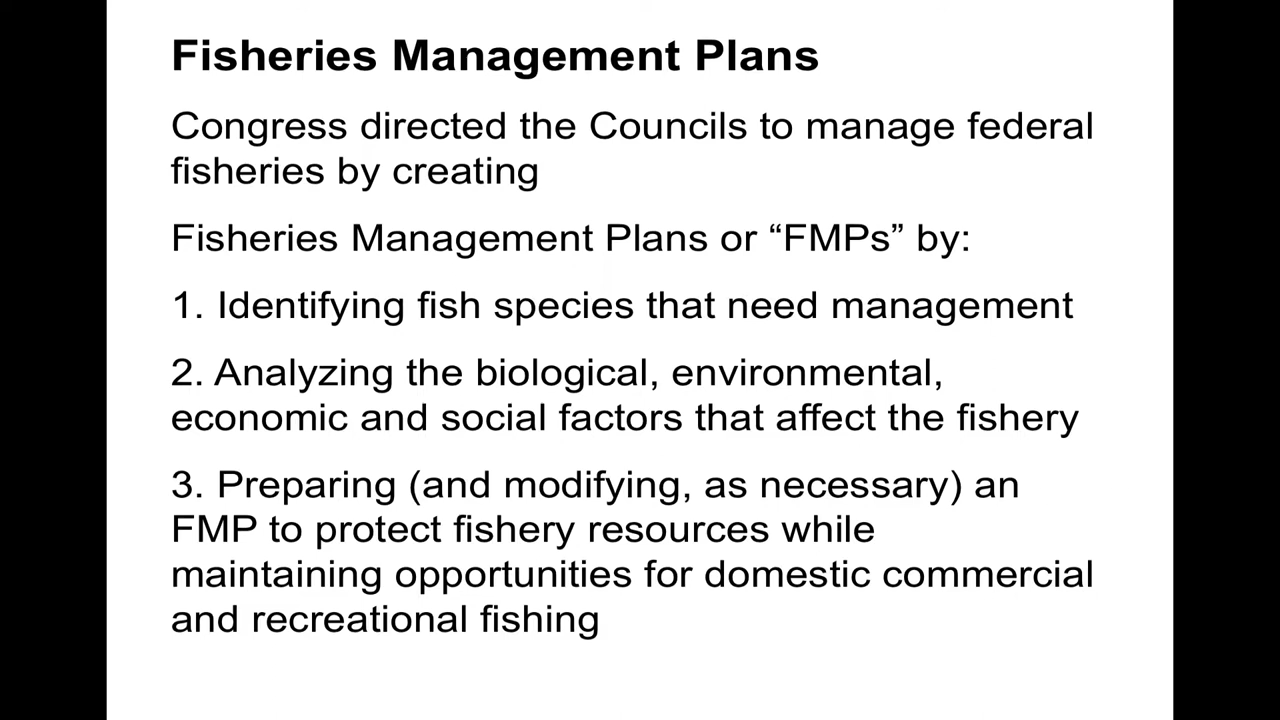 Fisheries Management Plans
Congress directed the Councils to manage federal
fisheries by creating
Fisheries Management Plans or “FMPs” by:
1. Identifying fish species that need management
2. Analyzing the biological, environmental,
economic and social factors that affect the fishery
3. Preparing (and modifying, as necessary) an
FMP to protect fishery resources while
maintaining opportunities for domestic commercial
and recreational fishing